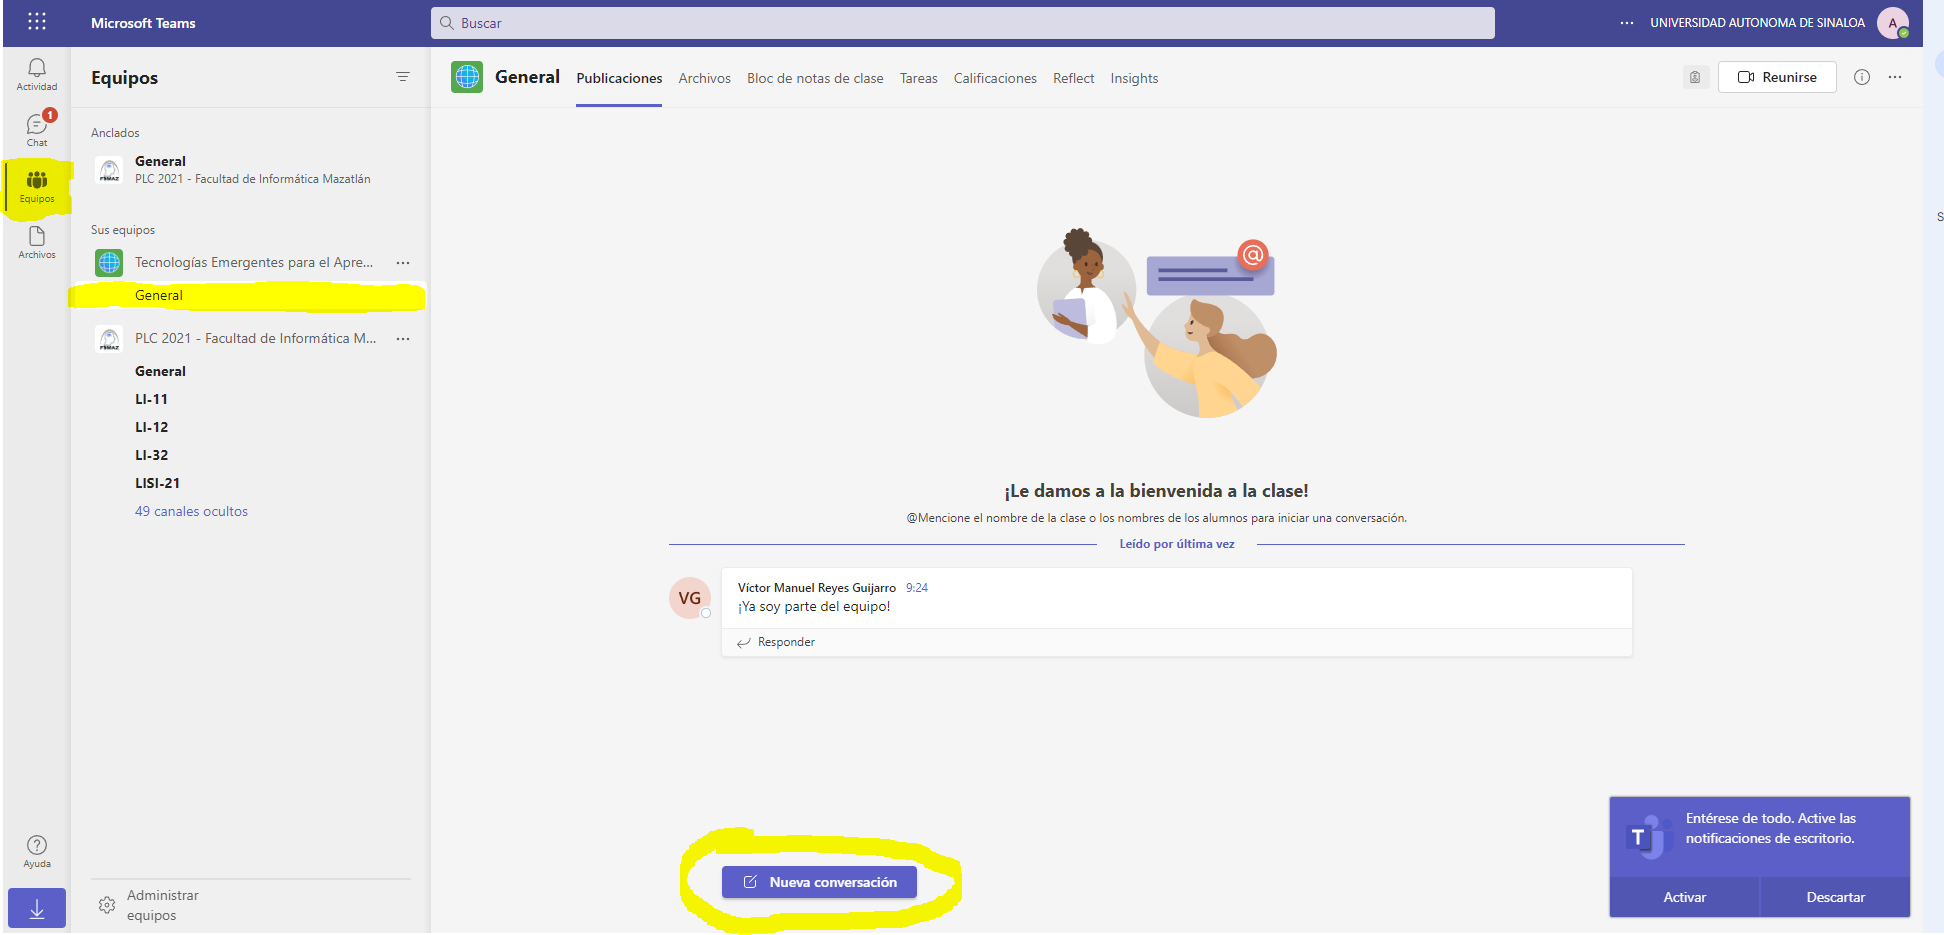 Microsoft Teams
Buscar
UNIVERSIDAD AUTONOMA DE SINALOA
A
Actividad
Chat
1
Equipos
Archivos
Ayuda
Equipos
Anclados
General
PLC 2021 - Facultad de Informática Mazatlán
Sus equipos
Tecnologías Emergentes para el Apre...
General
PLC 2021 - Facultad de Informática M...
General
LI-11
LI-12
LI-32
LISI-21
49 canales ocultos
Administrar
equipos
General
Publicaciones
Archivos
Bloc de notas de clase
Tareas
Calificaciones
Reflect
Insights
Reunirse
@
¡Le damos a la bienvenida a la clase!
@Mencione el nombre de la clase o los nombres de los alumnos para iniciar una conversación.
Leído por última vez
VG
Víctor Manuel Reyes Guijarro 9:24
¡Ya soy parte del equipo!
Responder
Nueva conversación
T
Entérese de todo. Active las
notificaciones de escritorio.
Activar
Descartar
S